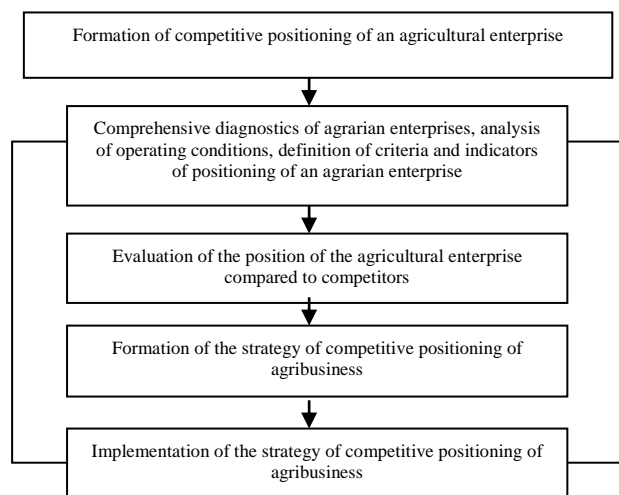 Formation of competitive positioning of an agricultural enterprise
Comprehensive diagnostics of agrarian enterprises, analysis
of operating conditions, definition of criteria and indicators
of positioning of an agrarian enterprise
Evaluation of the position of the agricultural enterprise
compared to competitors
Formation of the strategy of competitive positioning of
agribusiness
Implementation of the strategy of competitive positioning of
agribusiness